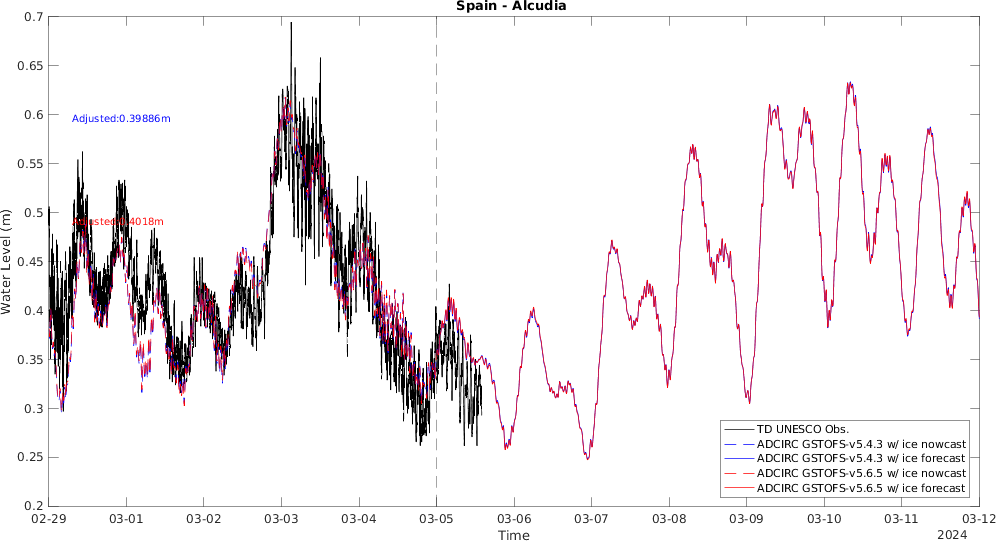 Spain - Alcudia
0.7
0.65
0.6
0.55
0.5
0.45
0.4
0.35
0.3
0.25
0.2
Water Level (m)
Adjusted:0.39886m
Adjusted:0.4018m
TD UNESCO Obs.
ADCIRC GSTOFS-v5.4.3 w/ ice nowcast
ADCIRC GSTOFS-v5.4.3 w/ ice forecast
ADCIRC GSTOFS-v5.6.5 w/ ice nowcast
ADCIRC GSTOFS-v5.6.5 w/ ice forecast
02-29 03-01 03-02 03-03 03-04 03-05 03-06 03-07 03-08 03-09 03-10 03-11 03-12
Time
2024